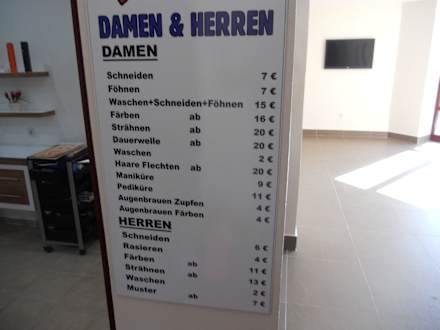 DAMEN & HERREN
DAMEN
Schneiden 7 €
Föhnen 7 €
Waschen+Schneiden+Föhnen 15 €
Färben ab 16 €
Strähnen ab 20 €
Dauerwelle ab 20 €
Waschen 2 €
Haare Flechten ab 20 €
Maniküre 9 €
Pediküre 11 €
Augenbrauen Zupfen 4 €
Augenbrauen Färben 4 €
HERREN
Schneiden 6 €
Rasieren 4 €
Färben ab 11 €
Strähnen ab 13 €
Waschen 2 €
Muster ab 7 €